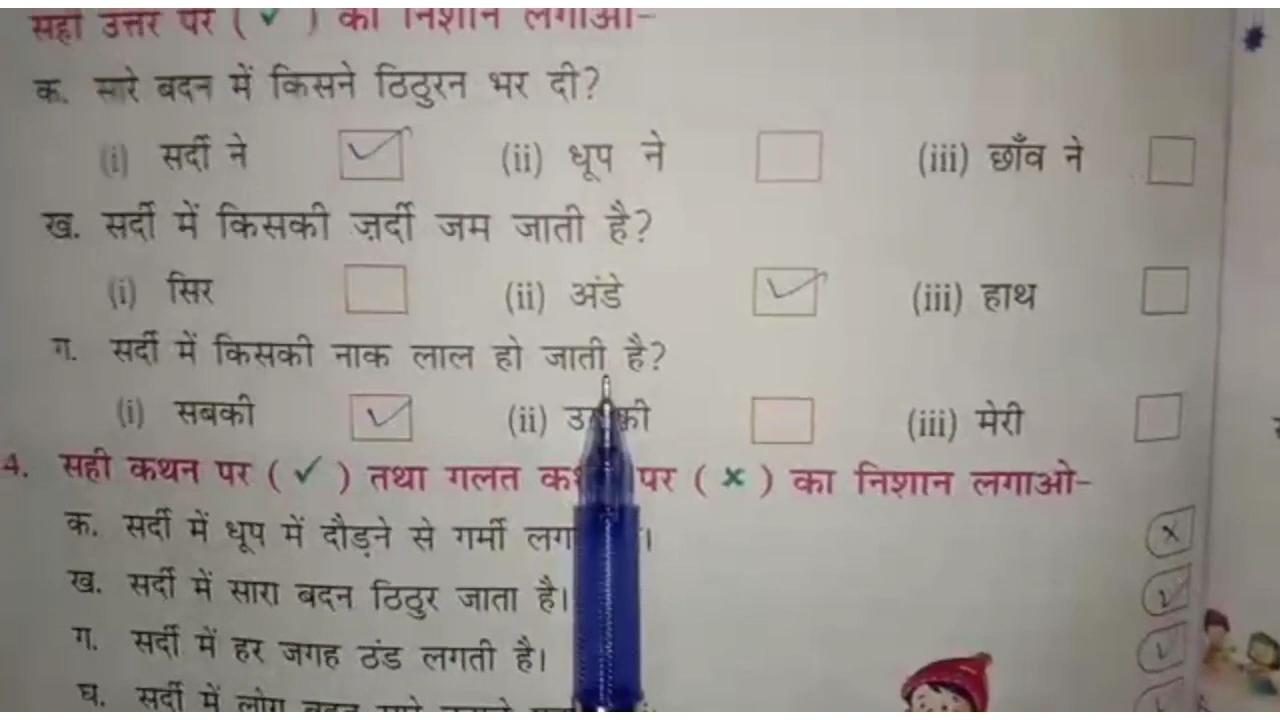 सही उत्तर पर ( ✓ ) का निशान लगाओ-
क. सारे बदन में किसने ठिठुरन भर दी?
(i) सर्दी ने ✓ (ii) धूप ने (iii) छाँव ने
ख. सर्दी में किसकी ज़र्दी जम जाती है?
(i) सिर (ii) अंडे ✓ (iii) हाथ
ग. सर्दी में किसकी नाक लाल हो जाती है?
(i) सबकी ✓ (ii) (iii) मेरी
4. सही कथन पर ( ✓ ) तथा गलत पर ( × ) का निशान लगाओ-
क. सर्दी में धूप में दौड़ने से गर्मी ×
ख. सर्दी में सारा बदन ठिठुर जाता है। ✓
ग. सर्दी में हर जगह ठंड लगती है। ✓
घ. सर्दी में लोग